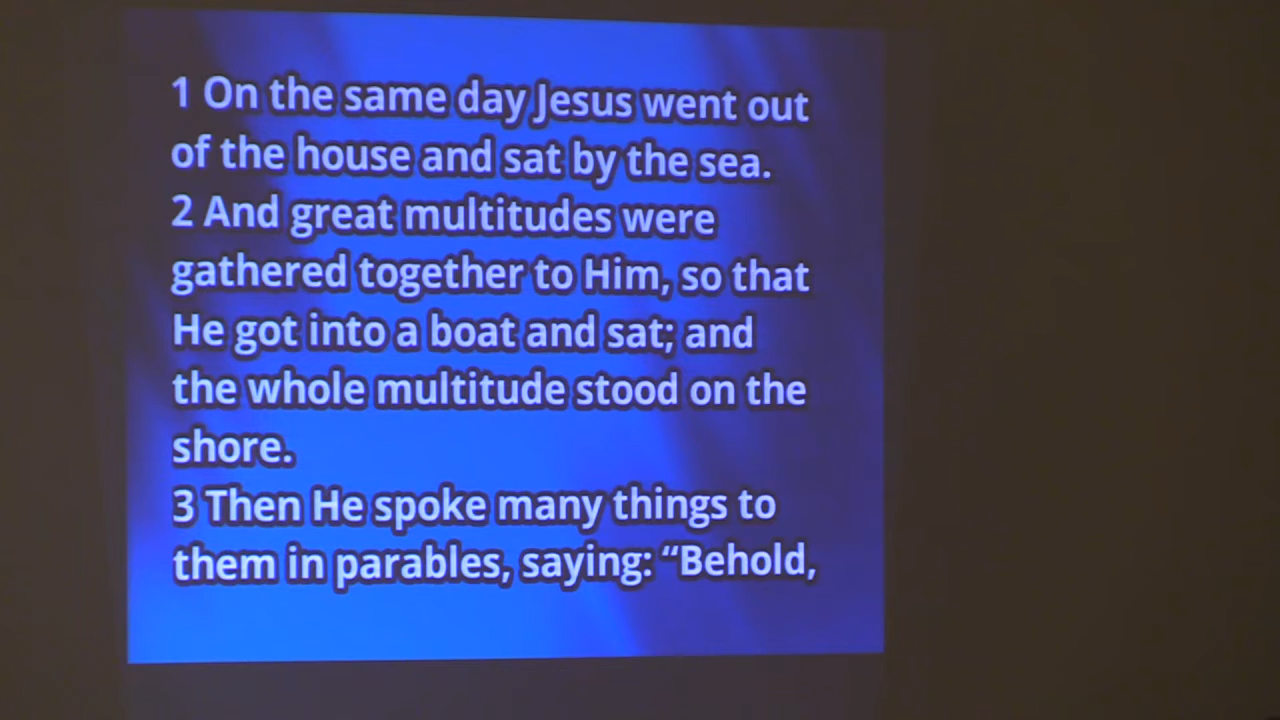 1 On the same day Jesus went out
of the house and sat by the sea.
2 And great multitudes were
gathered together to Him, so that
He got into a boat and sat; and
the whole multitude stood on the
shore.
3 Then He spoke many things to
them in parables, saying: “Behold,